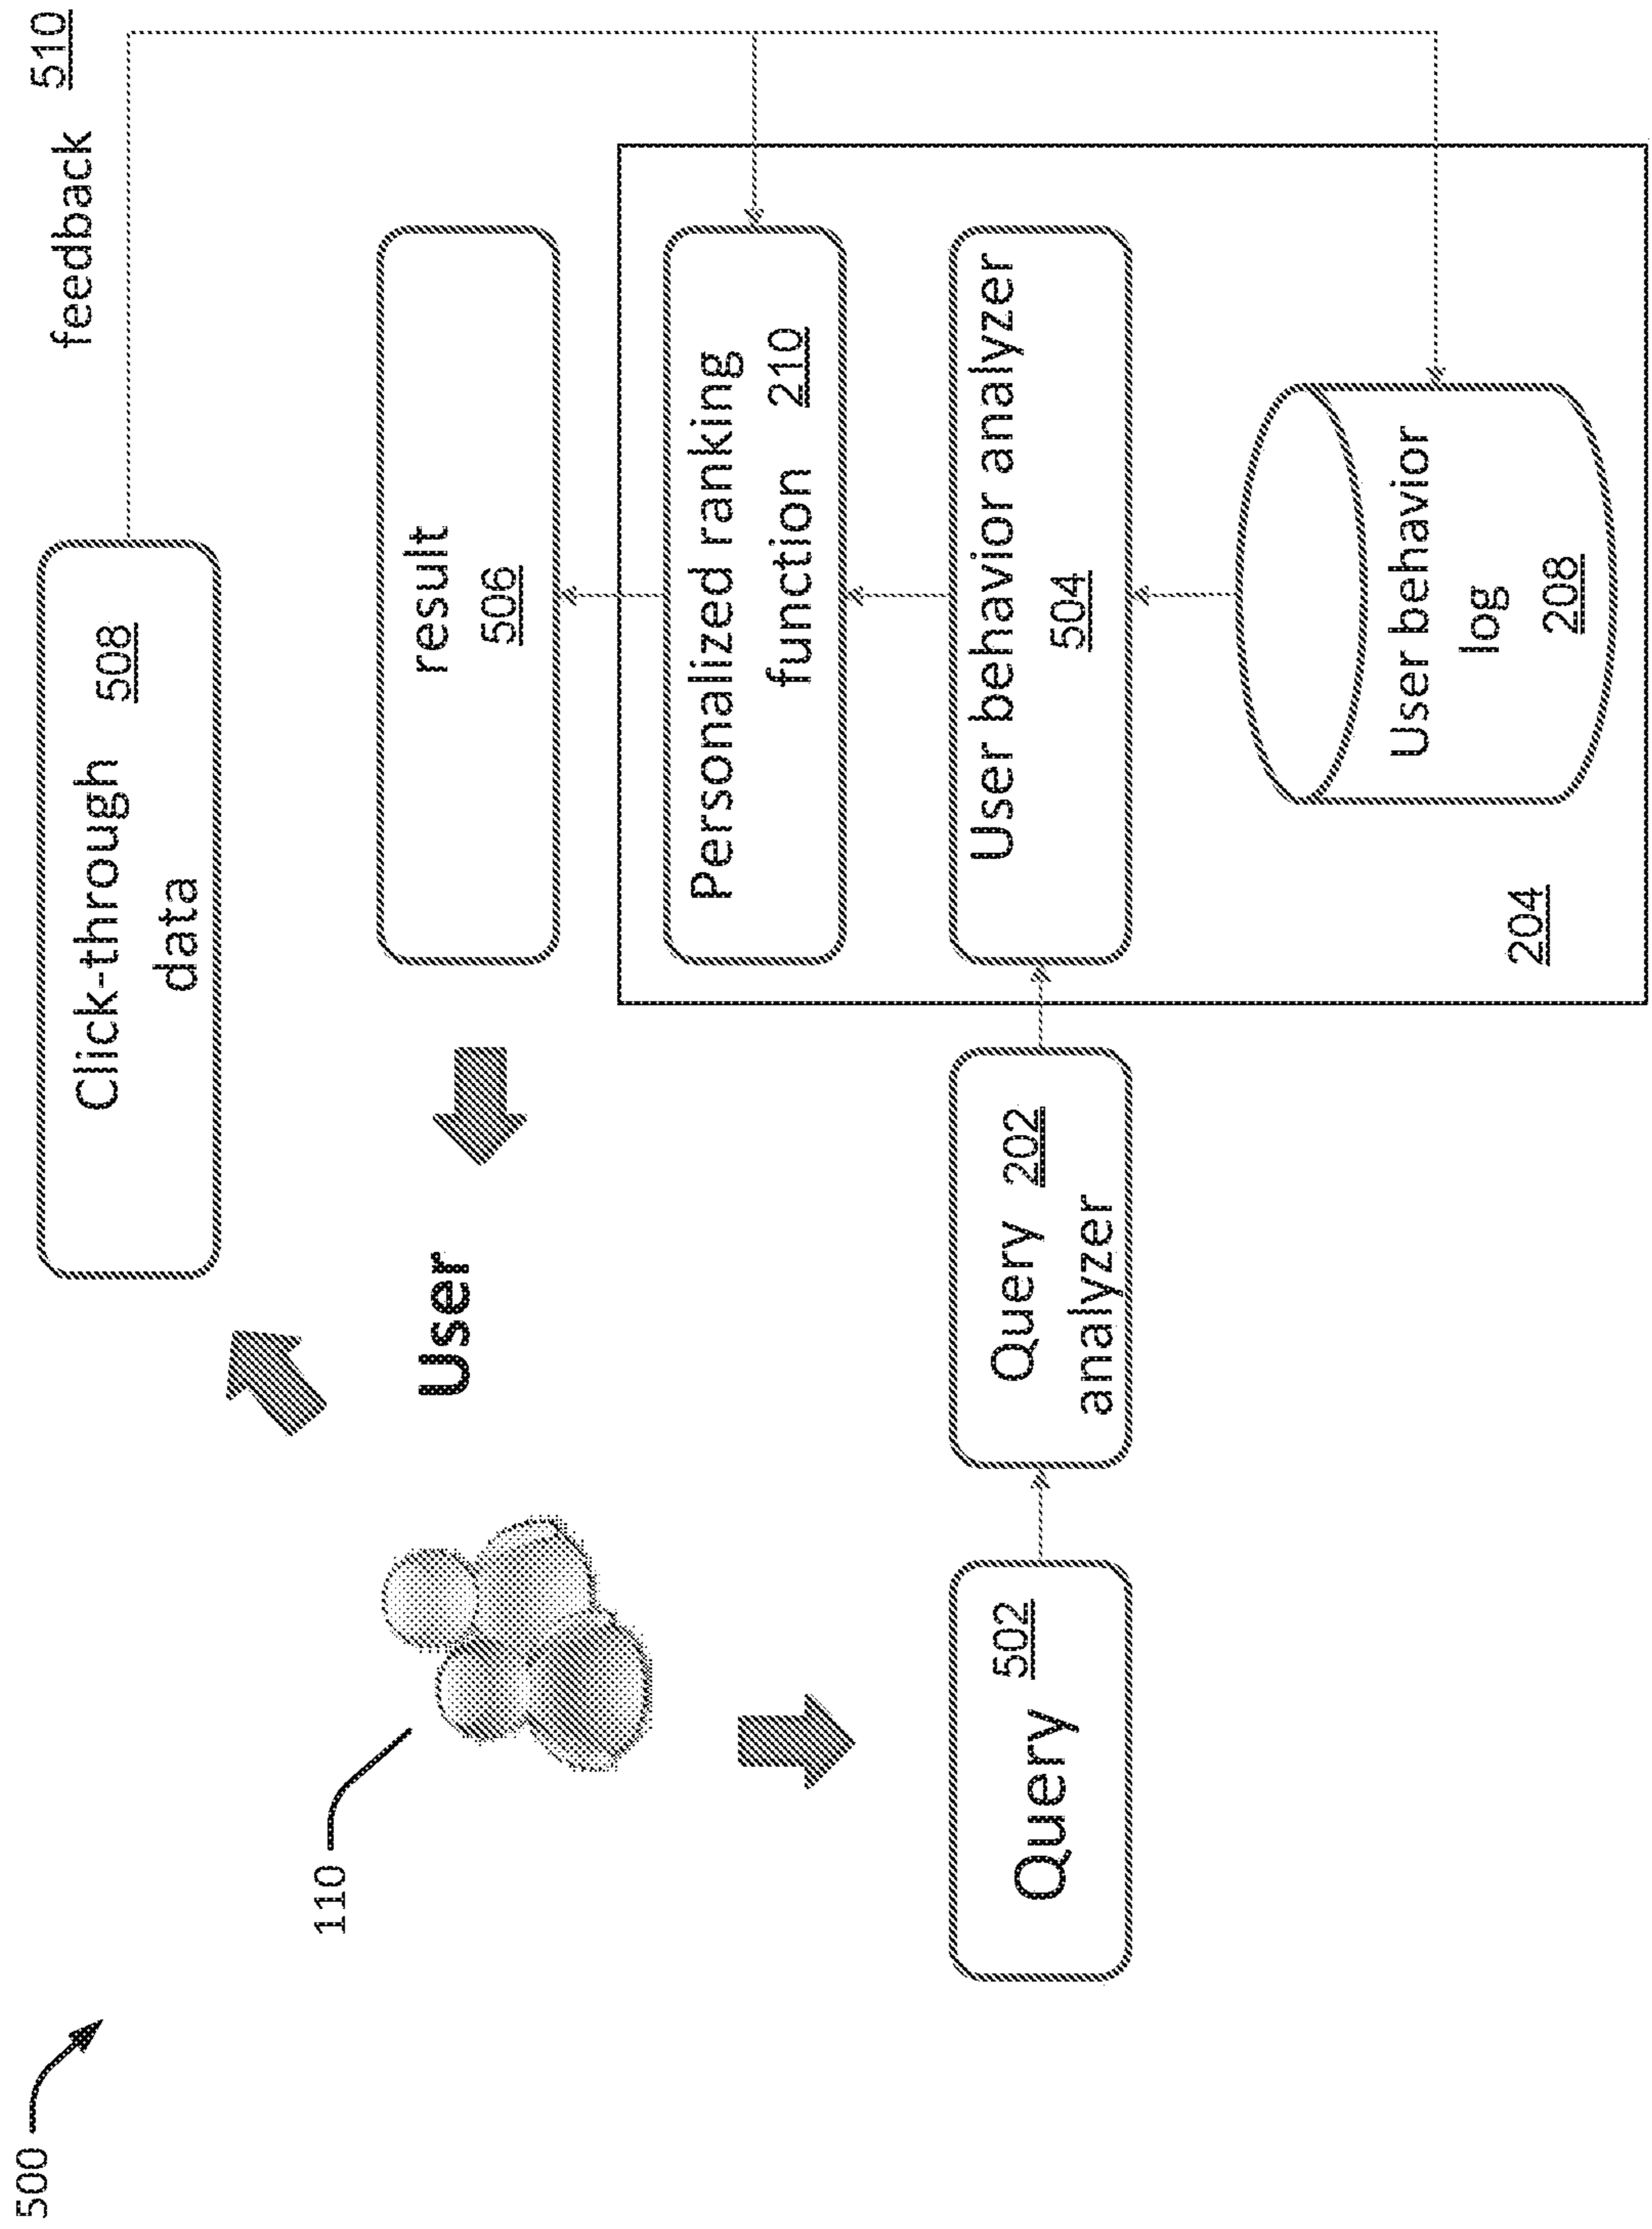 500
110
User
Click-through 508
data
feedback 510
result
506
Personalized ranking
function 210
Query 502
Query 202
analyzer
User behavior analyzer
504
User behavior
log
208
204